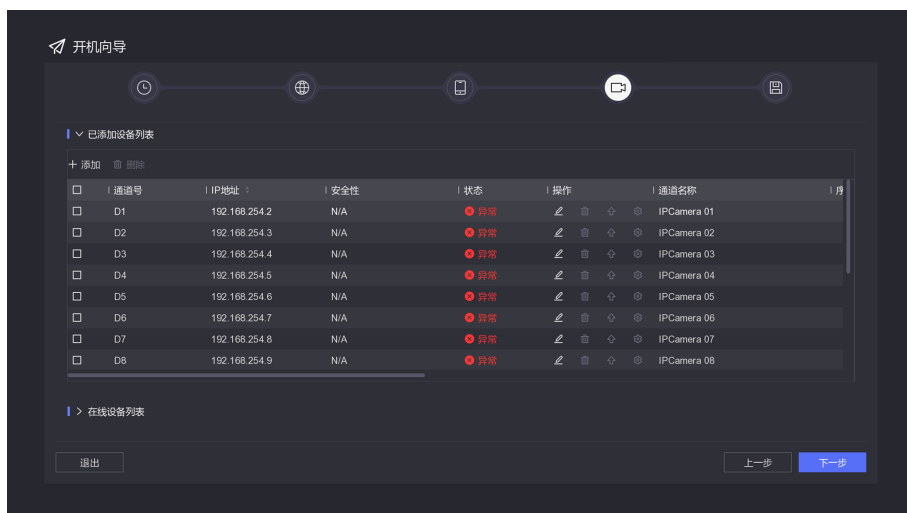 开机向导
已添加设备列表
添加 删除
通道号 IP地址 安全性 状态 操作 通道名称 序
D1 192.168.254.2 N/A 异常 IPCamera 01
D2 192.168.254.3 N/A 异常 IPCamera 02
D3 192.168.254.4 N/A 异常 IPCamera 03
D4 192.168.254.5 N/A 异常 IPCamera 04
D5 192.168.254.6 N/A 异常 IPCamera 05
D6 192.168.254.7 N/A 异常 IPCamera 06
D7 192.168.254.8 N/A 异常 IPCamera 07
D8 192.168.254.9 N/A 异常 IPCamera 08
在线设备列表
退出 上一步 下一步